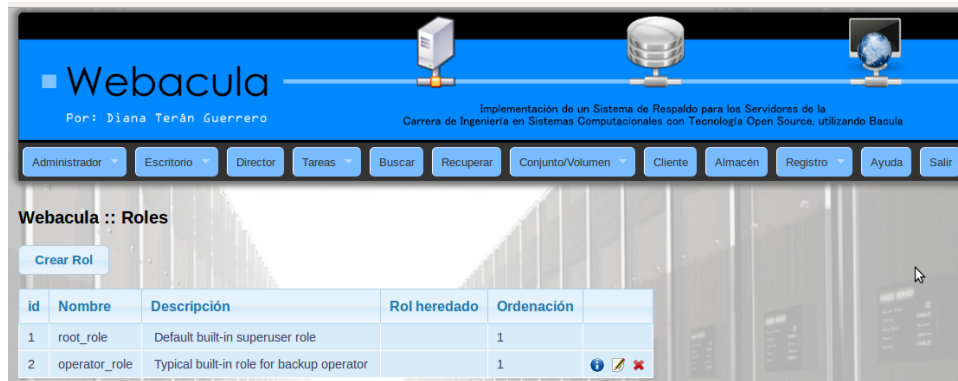 Webacula
Por: Diana Terán Guerrero
Implementación de un Sistema de Respaldo para los Servidores de la
Carrera de Ingeniería en Sistemas Computacionales con Tecnología Open Source, utilizando Bacula
Administrador Escritorio Director Tareas Buscar Recuperar Conjunto/Volumen Cliente Almacén Registro Ayuda Salir
Webacula :: Roles
Crear Rol
id Nombre Descripción Rol heredado Ordenación
1 root_role Default built-in superuser role 1
2 operator_role Typical built-in role for backup operator 1